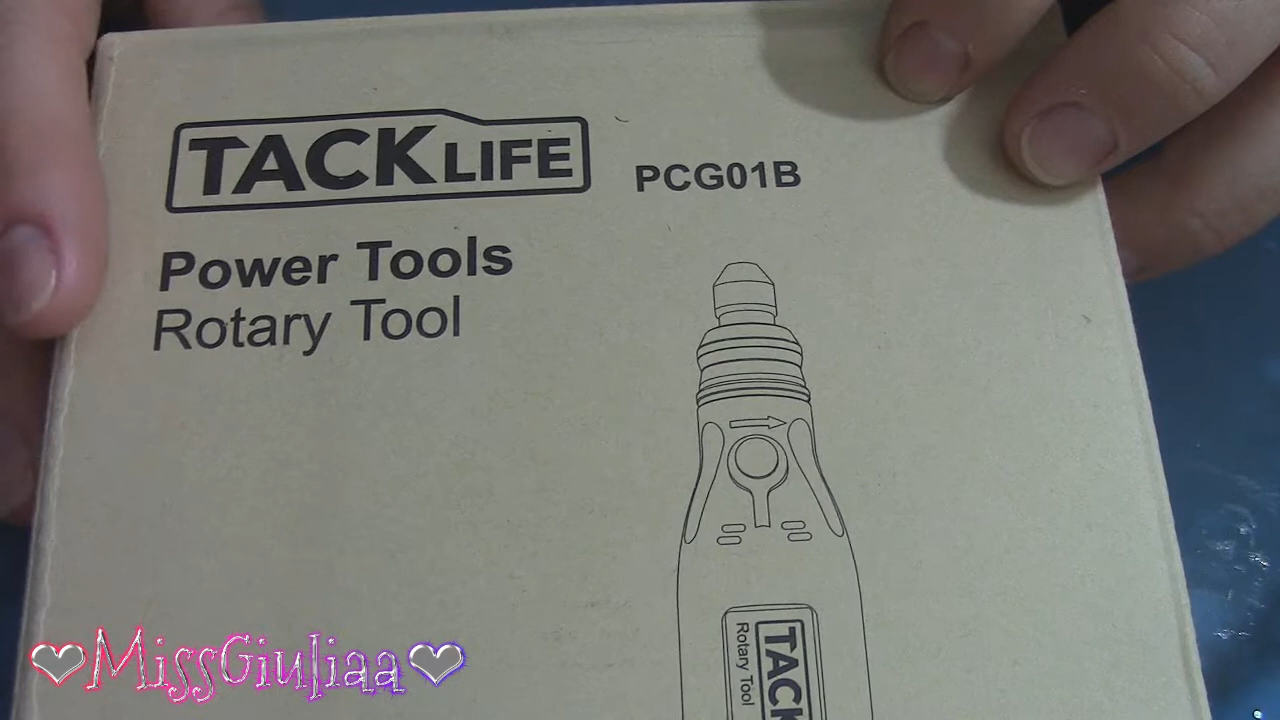 TACKLIFE
PCG01B
Power Tools
Rotary Tool
TACK
Rotary Tool
❤MissGiuliaa❤